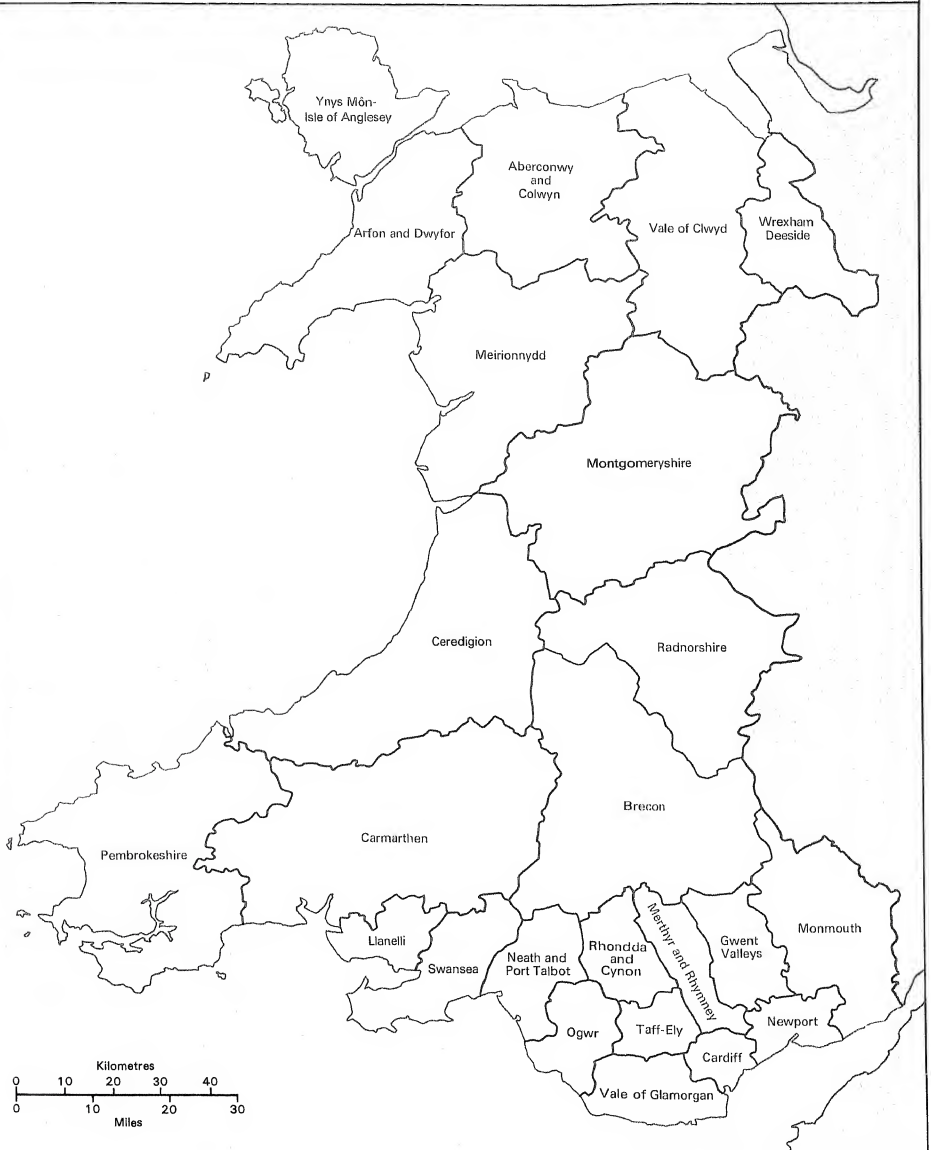 Ynys Môn-
Isle of Anglesey
Aberconwy
and
Colwyn
Arfon and Dwyfor
Vale of Clwyd
Wrexham
Deeside
Meirionnydd
Montgomeryshire
Ceredigion
Radnorshire
Brecon
Carmarthen
Pembrokeshire
Llanelli
Swansea
Neath and
Port Talbot
Rhondda
and
Cynon
Merthyr and Rhymney
Gwent
Valleys
Monmouth
Ogwr
Taff-Ely
Newport
Cardiff
Vale of Glamorgan
Kilometres
0 10 20 30 40
0 10 20 30
Miles